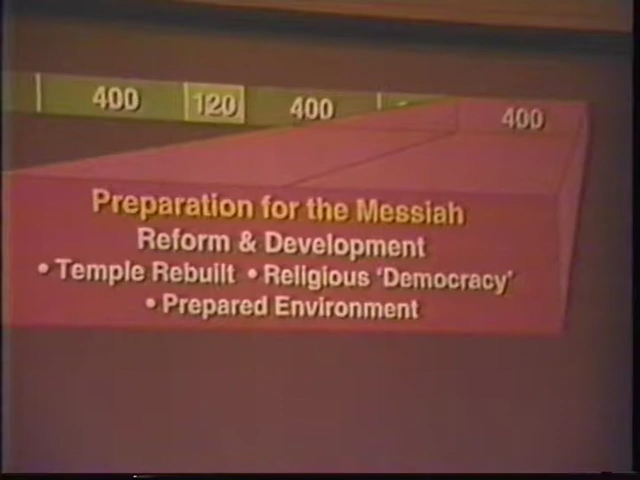 400 120 400 400
Preparation for the Messiah
Reform & Development
• Temple Rebuilt • Religious 'Democracy'
• Prepared Environment